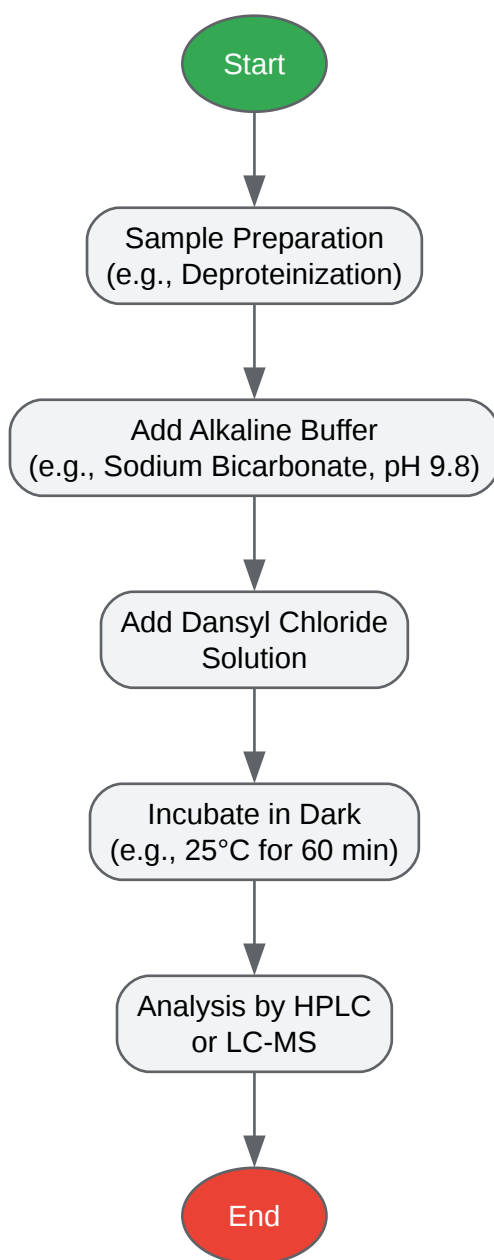 Start
Sample Preparation
(e.g., Deproteinization)
Add Alkaline Buffer
(e.g., Sodium Bicarbonate, pH 9.8)
Add Dansyl Chloride
Solution
Incubate in Dark
(e.g., 25°C for 60 min)
Analysis by HPLC
or LC-MS
End